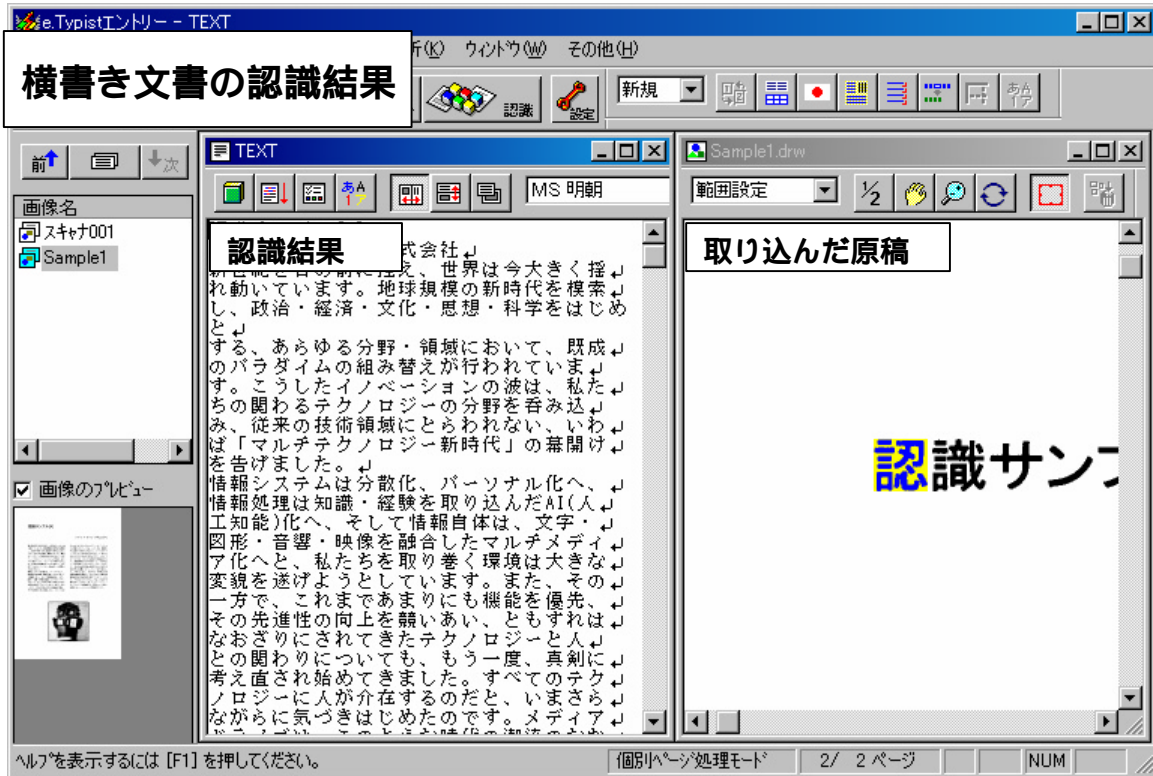 e.Typistエントリー - TEXT
横書き文書の認識結果
析(K) ウィンドウ(W) その他(H)
認識
設定
新規
前
次
画像名
スキャナ001
Sample1
画像のプレビュー
TEXT
MS 明朝
認識結果
式会社↵
新世紀を目の前に控え、世界は今大きく揺↵
れ動いています。地球規模の新時代を模索↵
し、政治・経済・文化・思想・科学をはじめ
と↵
する、あらゆる分野・領域において、既成↵
のパラダイムの組み替えが行われていま↵
す。こうしたイノベーションの波は、私た↵
ちの関わるテクノロジーの分野を呑み込↵
み、従来の技術領域にとらわれない、いわ↵
ば「マルチテクノロジー新時代」の幕開け↵
を告げました。↵
情報システムは分散化、パーソナル化へ、↵
情報処理は知識・経験を取り込んだAI(人↵
工知能)化へ、そして情報自体は、文字・↵
図形・音響・映像を融合したマルチメディ↵
ア化へと、私たちを取り巻く環境は大きな↵
変貌を遂げようとしています。また、その↵
一方で、これまであまりにも機能を優先、↵
その先進性の向上を競いあい、ともすれは↵
なおざりにされてきたテクノロジーと人↵
との関わりについても、もう一度、真剣に↵
考え直され始めてきました。すべてのテク↵
ノロジーに人が介在するのだと、いまさら↵
ながらに気づきはじめたのです。メディア↵
Sample1.drw
範囲設定
1/2
取り込んだ原稿
認識サンプ
ヘルプを表示するには [F1] を押してください。
個別ページ処理モード
2/ 2 ページ
NUM